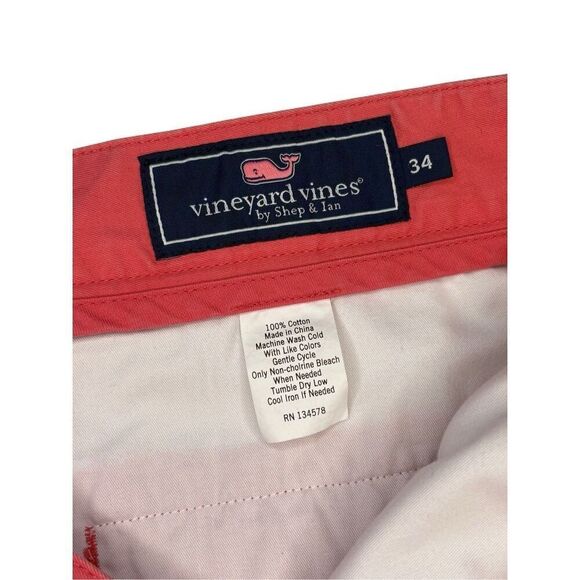 vineyard vines®
by Shep & Ian
34
100% Cotton
Made in China
Machine Wash Cold
With Like Colors
Gentle Cycle
Only Non-cholrine Bleach
When Needed
Tumble Dry Low
Cool Iron If Needed
RN 134578